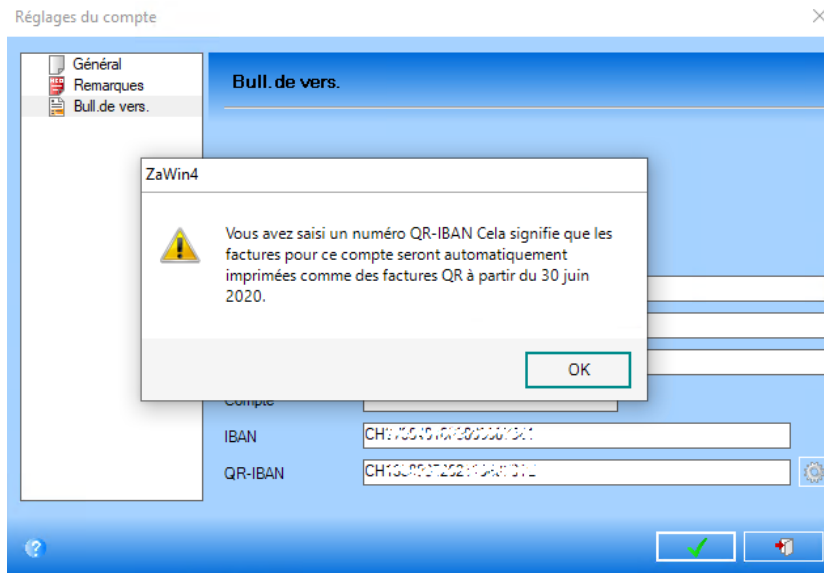 Réglages du compte
Général
Remarques
Bull.de vers.
Bull.de vers.
ZaWin4
Vous avez saisi un numéro QR-IBAN Cela signifie que les
factures pour ce compte seront automatiquement
imprimées comme des factures QR à partir du 30 juin
2020.
OK
Compte
IBAN
QR-IBAN